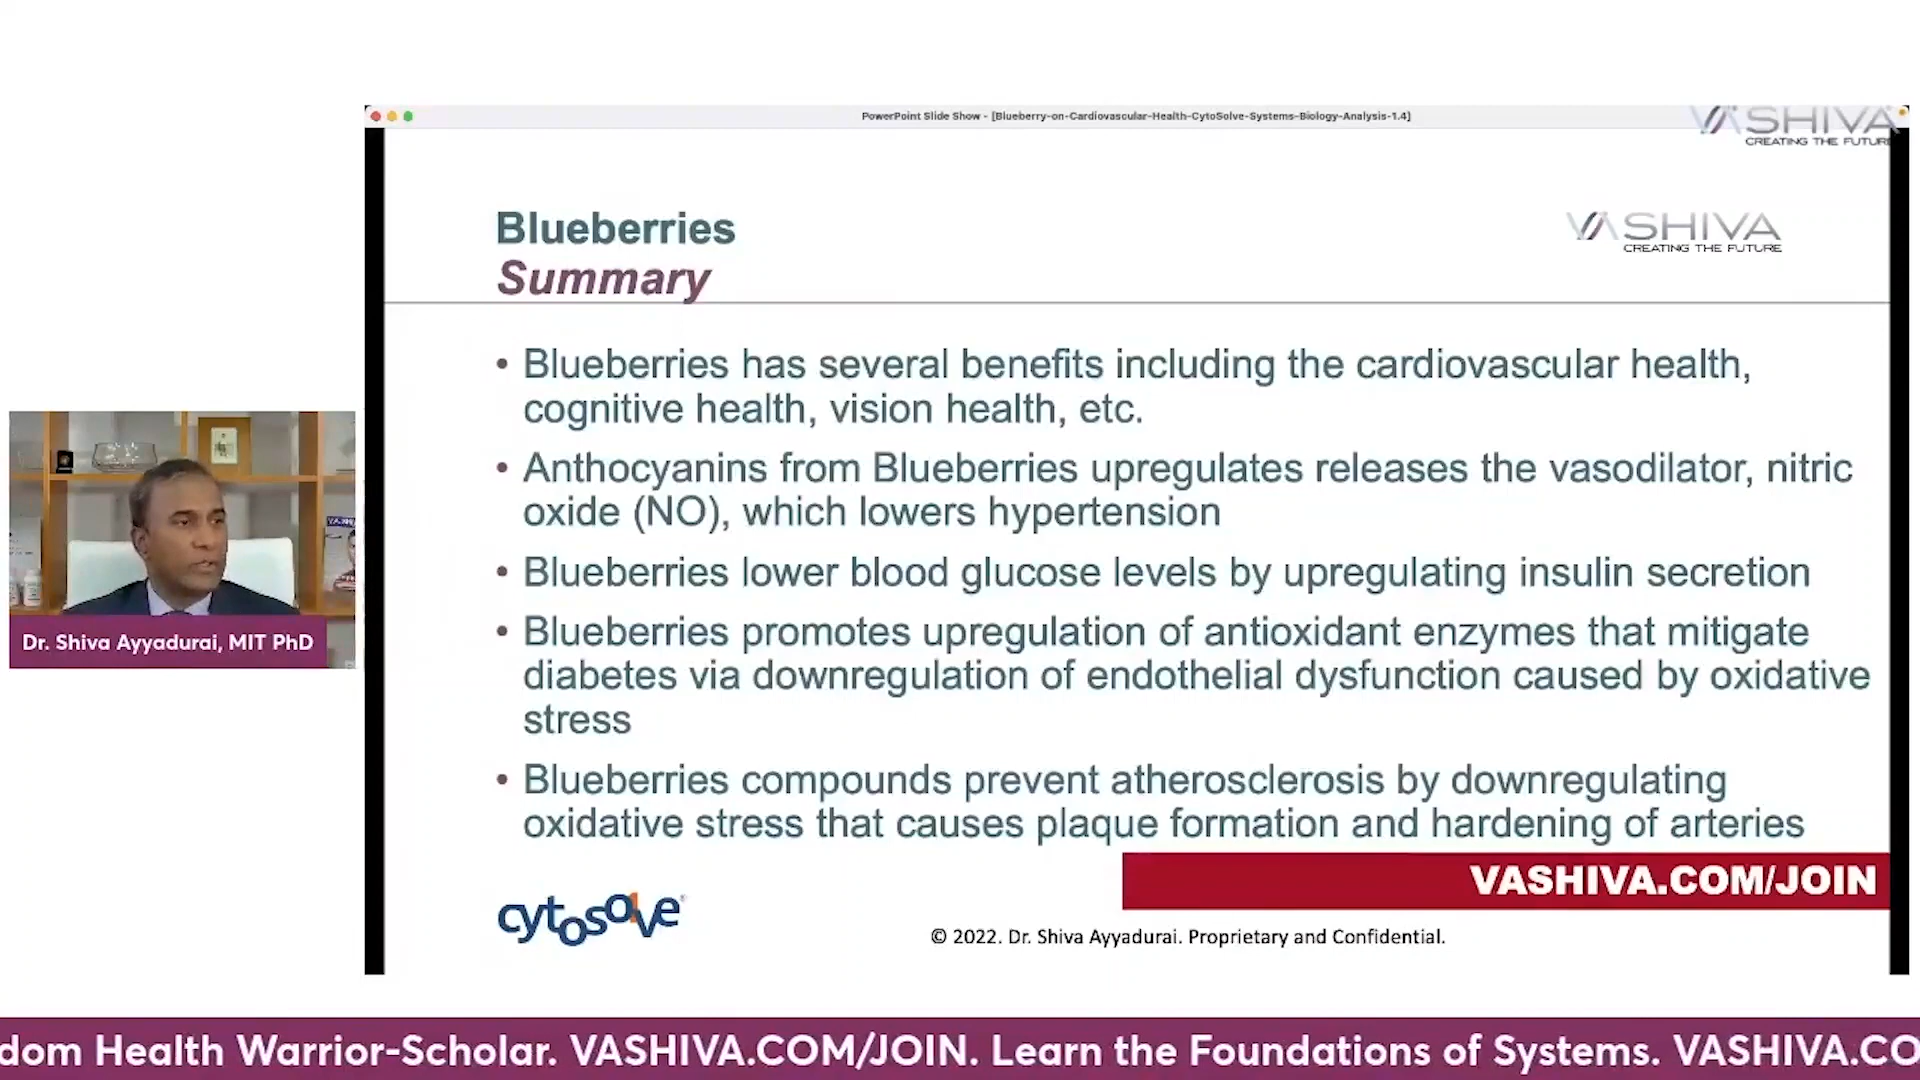 PowerPoint Slide Show - [Blueberry-on-Cardiovascular-Health-CytoSolve-Systems-Biology-Analysis-1.4]
VASHIVA
CREATING THE FUTURE
Blueberries
Summary
VASHIVA
CREATING THE FUTURE
• Blueberries has several benefits including the cardiovascular health,
cognitive health, vision health, etc.
• Anthocyanins from Blueberries upregulates releases the vasodilator, nitric
oxide (NO), which lowers hypertension
• Blueberries lower blood glucose levels by upregulating insulin secretion
• Blueberries promotes upregulation of antioxidant enzymes that mitigate
diabetes via downregulation of endothelial dysfunction caused by oxidative
stress
• Blueberries compounds prevent atherosclerosis by downregulating
oxidative stress that causes plaque formation and hardening of arteries
Dr. Shiva Ayyadurai, MIT PhD
VASHIVA.COM/JOIN
cytosolve
© 2022. Dr. Shiva Ayyadurai. Proprietary and Confidential.
dom Health Warrior-Scholar. VASHIVA.COM/JOIN. Learn the Foundations of Systems. VASHIVA.CO